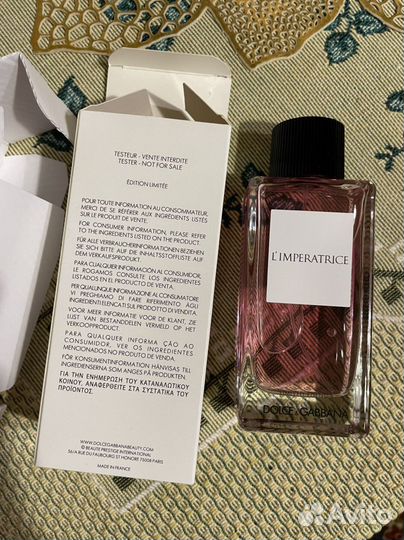 TESTEUR - VENTE INTERDITE
TESTER - NOT FOR SALE
ÉDITION LIMITÉE
POUR TOUTE INFORMATION AU CONSOMMATEUR,
MERCI DE SE RÉFÉRER AUX INGRÉDIENTS LISTÉS
SUR LE PRODUIT DE VENTE.
FOR CONSUMER INFORMATION, PLEASE REFER
TO THE INGREDIENTS LISTED ON THE PRODUCT.
FÜR ALLE VERBRAUCHERINFORMATIONEN BEZIEHEN
SIE SICH BITTE AUF DIE INHALTSSTOFFLISTE AUF
DEM VERKAUFSPRODUKT.
PARA CUALQUIER INFORMACIÓN AL CONSUMIDOR,
LE ROGAMOS CONSULTE LOS INGREDIENTES
LISTADOS EN EL PRODUCTO DE VENTA.
PER QUALUNQUE INFORMAZIONE AL CONSUMATORE
VI PREGHIAMO DI FARE RIFERIMENTO AGLI
INGREDIENTI ELENCATI SUL PRODOTTO DI VENDITA.
VOOR MEER INFORMATIE VOOR DE KLANT, ZIE
LIJST VAN BESTANDELEN VERMELD OP HET
VERKOOPPRODUCT.
PARA QUALQUER INFORMA ÇÃO AO
CONSUMIDOR, VER OS INGREDIENTES
MENCIONADOS NO PRODUTO DE VENDA.
FÖR KONSUMENTINFORMATION HÄNVISAS TILL
INGREDIENSERNA SOM ANGES PÅ PRODUKTEN.
ΓΙΑ ΤΗΝ ΕΝΗΜΕΡΩΣΗ ΤΟΥ ΚΑΤΑΝΑΛΩΤΙΚΟΥ
ΚΟΙΝΟΥ, ΑΝΑΦΕΡΘΕΙΤΕ ΣΤΑ ΣΥΣΤΑΤΙΚΑ ΤΟΥ
ΠΡΟΪΟΝΤΟΣ.
WWW.DOLCEGABBANABEAUTY.COM
© BEAUTE PRESTIGE INTERNATIONAL
56/A RUE DU FAUBOURG ST HONORE 75008 PARIS
MADE IN FRANCE
L'IMPERATRICE
3
DOLCE & GABBANA
Avito